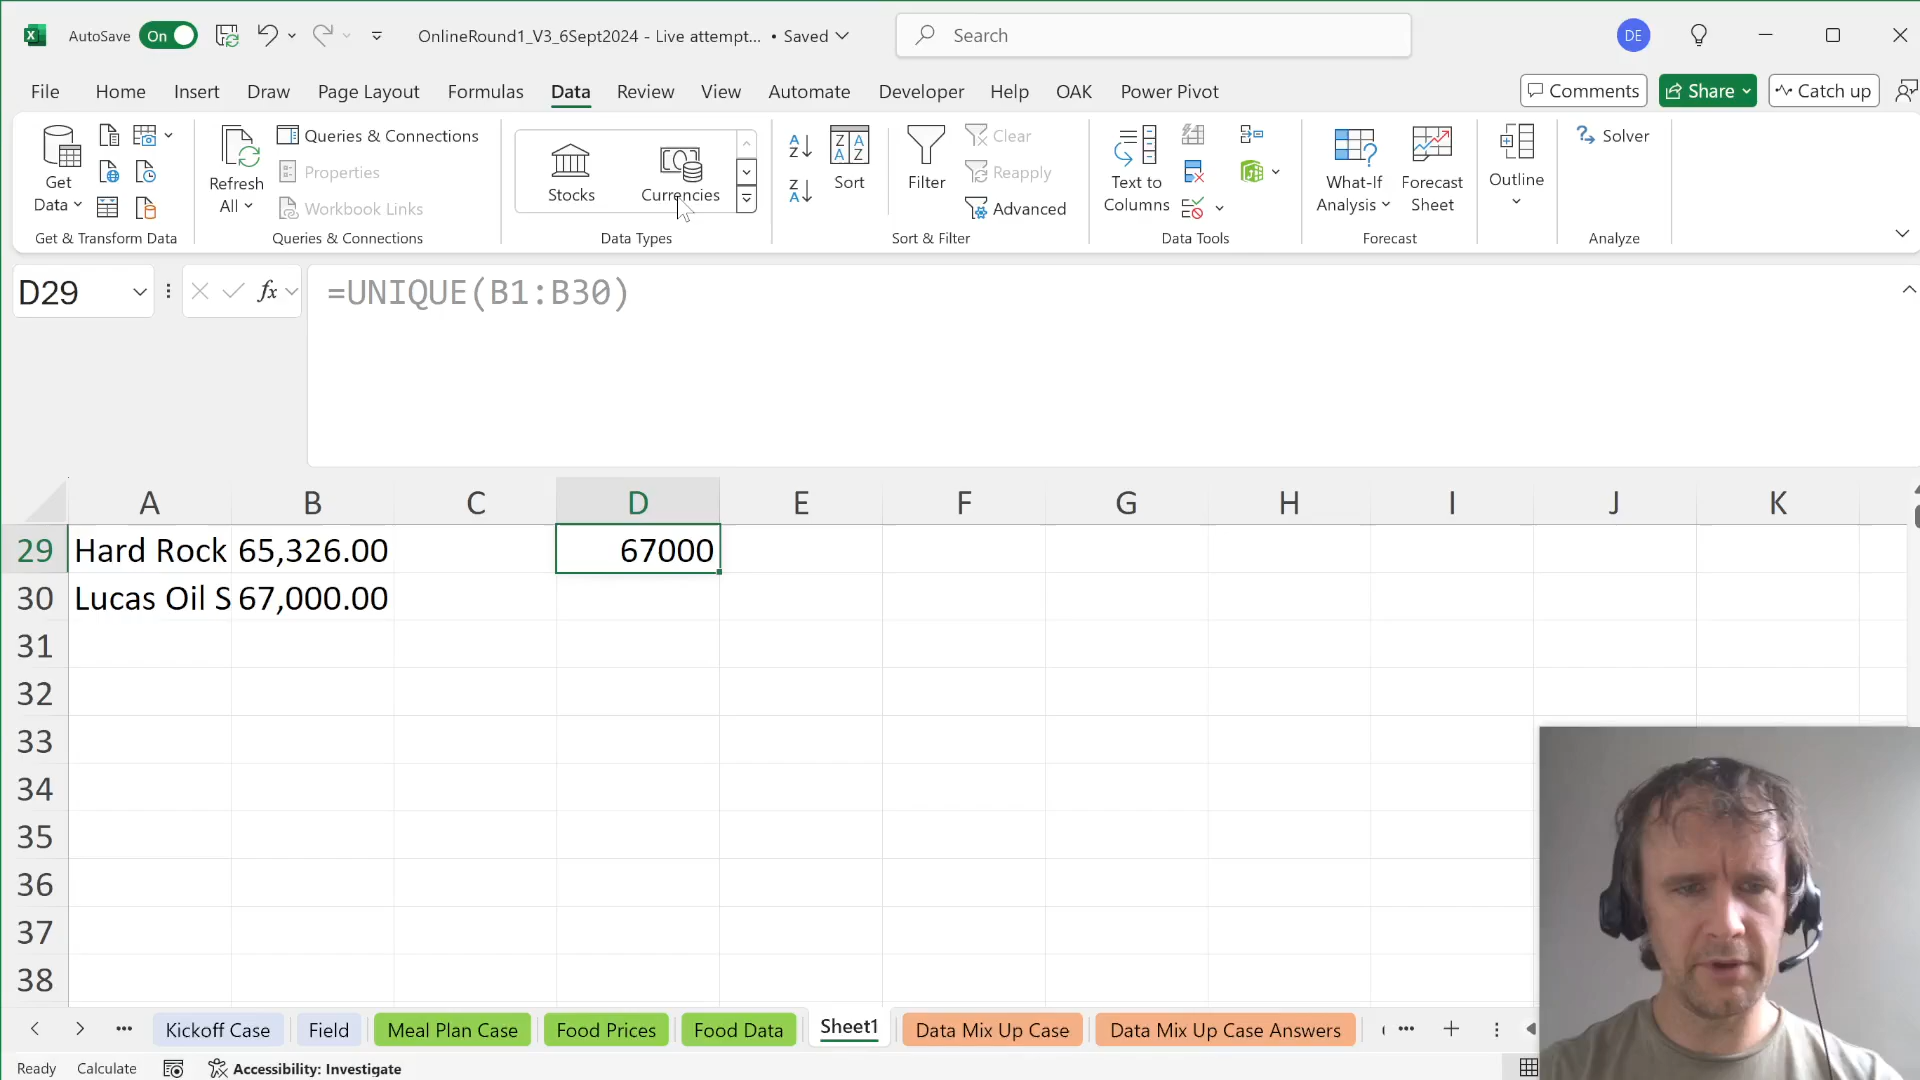 AutoSave On OnlineRound1_V3_6Sept2024 - Live attempt... • Saved Search DE
File Home Insert Draw Page Layout Formulas Data Review View Automate Developer Help OAK Power Pivot Comments Share Catch up
Get Data
Refresh All
Queries & Connections
Properties
Workbook Links
Stocks
Currencies
Sort
Filter
Clear
Reapply
Advanced
Text to Columns
What-If Analysis
Forecast Sheet
Outline
Solver
Get & Transform Data Queries & Connections Data Types Sort & Filter Data Tools Forecast Analyze
D29 fx =UNIQUE(B1:B30)
A B C D E F G H I J K
29 Hard Rock 65,326.00 67000
30 Lucas Oil S 67,000.00
31
32
33
34
35
36
37
38
Kickoff Case Field Meal Plan Case Food Prices Food Data Sheet1 Data Mix Up Case Data Mix Up Case Answers
Ready Calculate Accessibility: Investigate